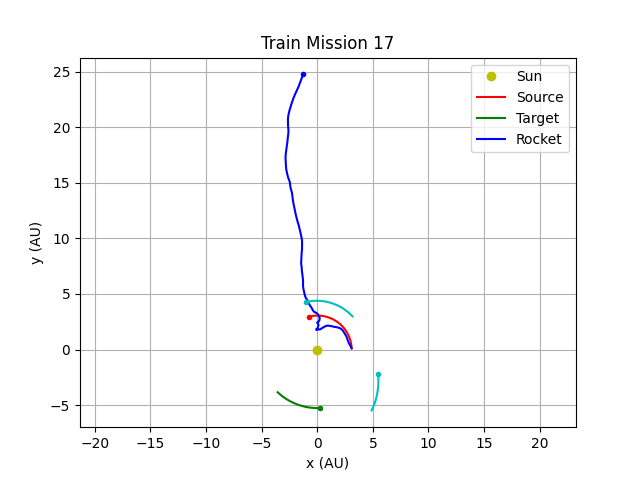 Train Mission 17
Sun
Source
Target
Rocket
25
20
15
10
5
0
−5
y (AU)
−20 −15 −10 −5 0 5 10 15 20
x (AU)